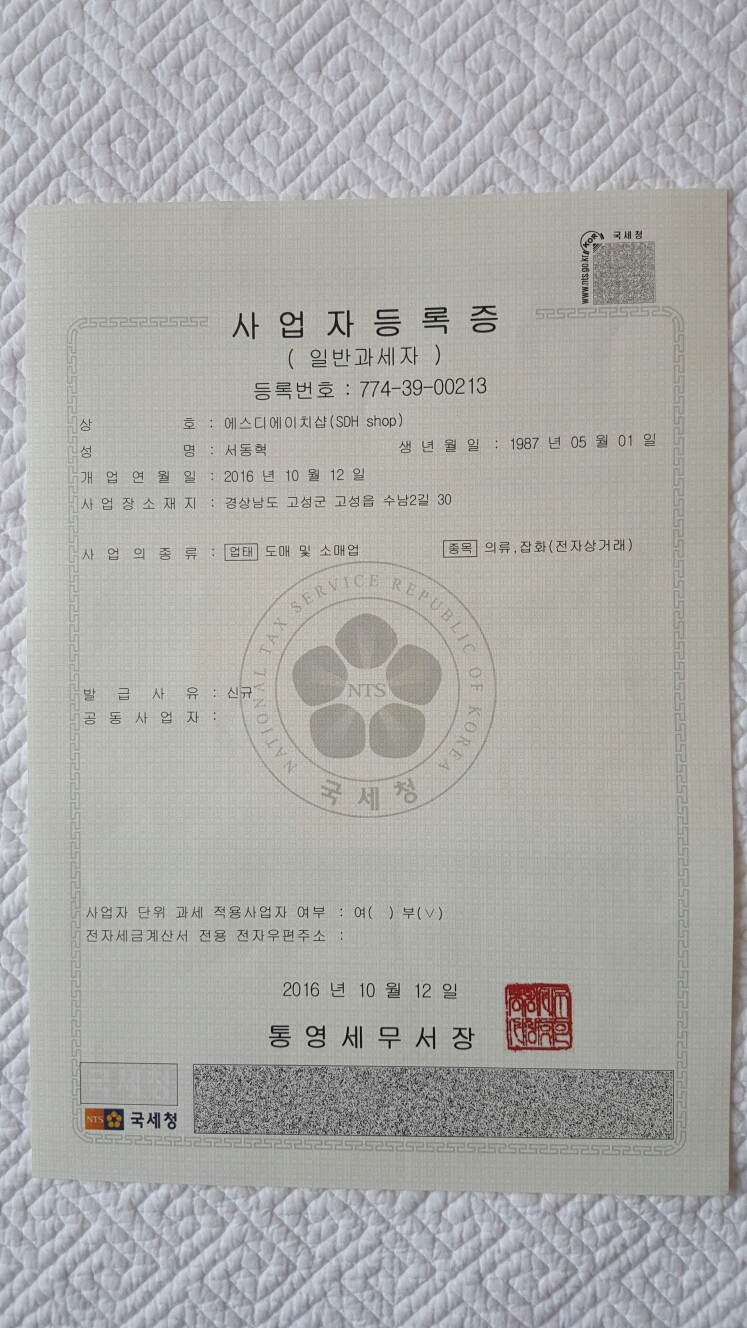 KOR 국세청
www.nts.go.kr
사업자등록증
( 일반과세자 )
등록번호 : 774-39-00213
상 호 : 에스디에이치샵(SDH shop)
성 명 : 서동혁 생 년 월 일 : 1987 년 05 월 01 일
개 업 연 월 일 : 2016 년 10 월 12 일
사 업 장 소 재 지 : 경상남도 고성군 고성읍 수남2길 30
사 업 의 종 류 : 업태 도매 및 소매업 종목 의류,잡화(전자상거래)
NATIONAL TAX SERVICE REPUBLIC OF KOREA
NTS
발 급 사 유 : 신규
공 동 사 업 자 :
국세청
사업자 단위 과세 적용사업자 여부 : 여( ) 부(∨)
전자세금계산서 전용 전자우편주소 :
2016 년 10 월 12 일
통영세무서장
NTS 국세청